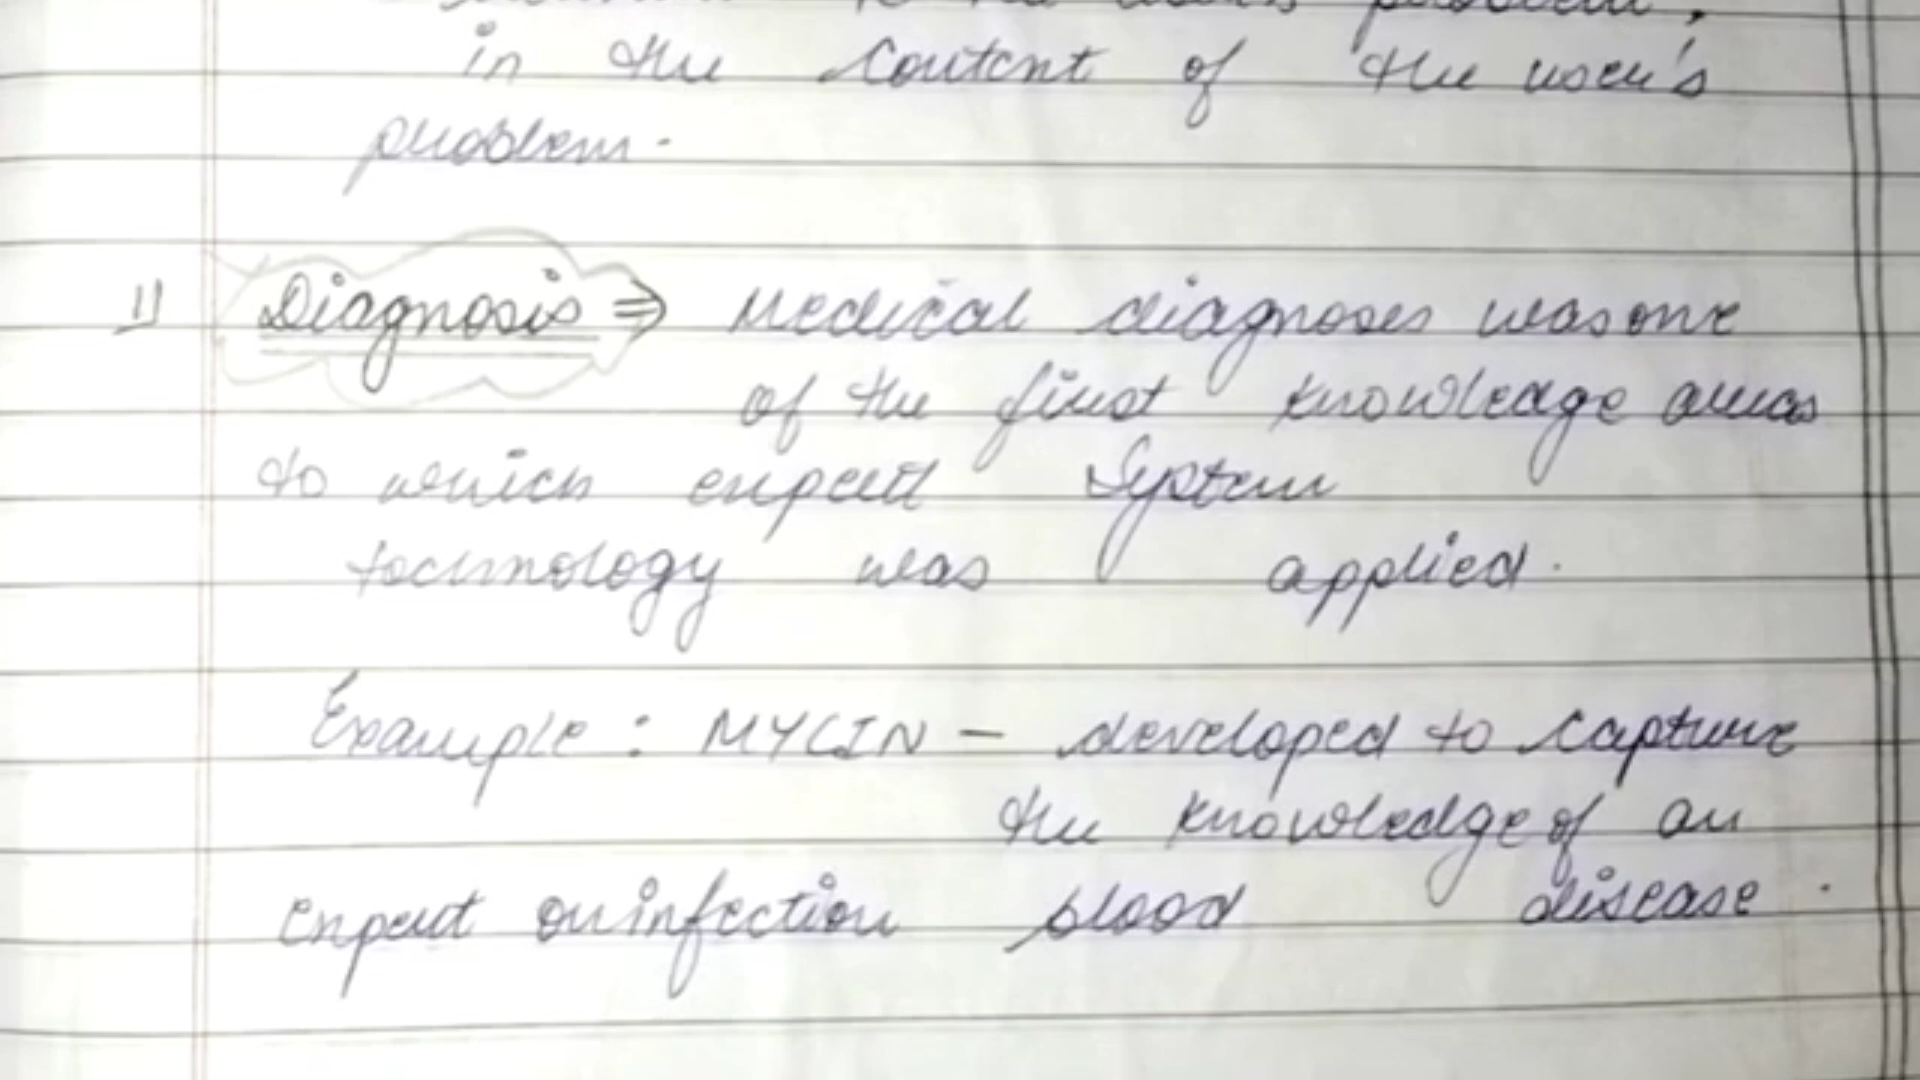 problem,
in the content of the user's
problem.
11 Diagnosis ⇒ Medical diagnoses was one
of the first knowledge areas
to which expert System
technology was applied.
Example : MYCIN - developed to capture
the knowledge of an
expert on infection blood disease.